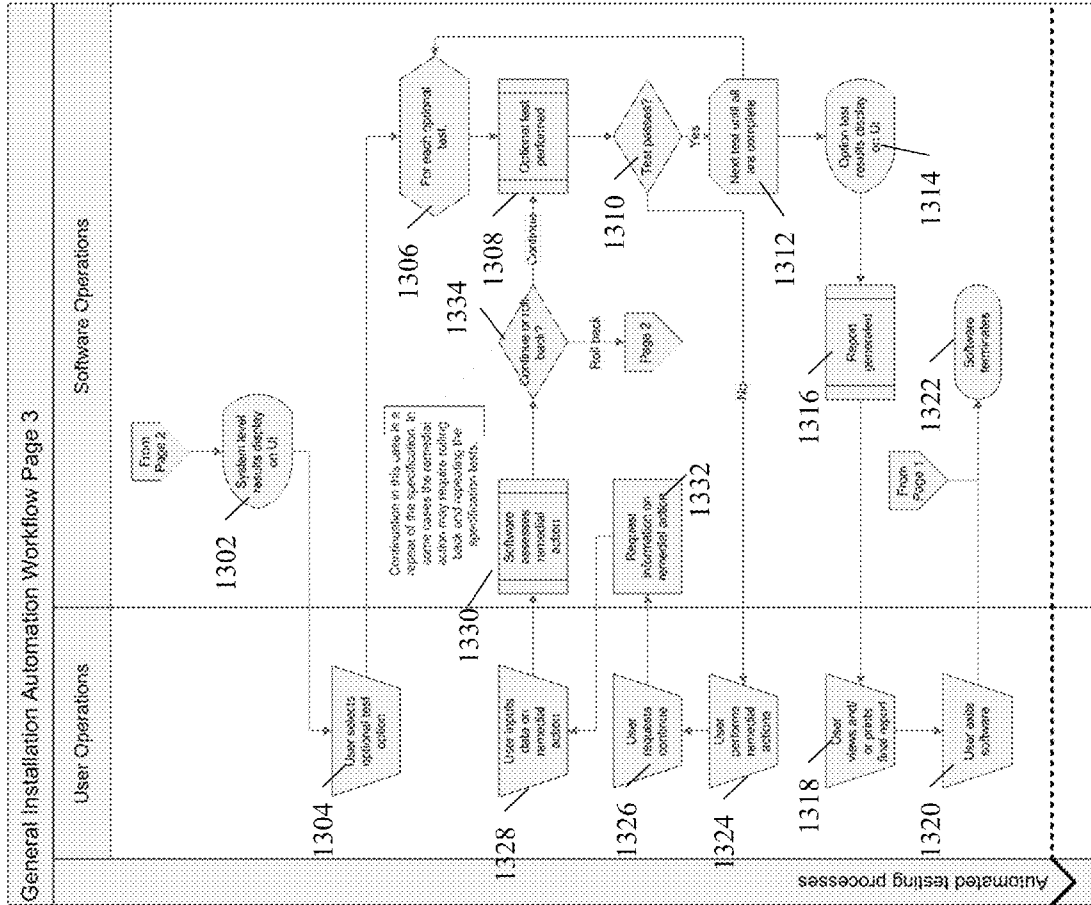 General Installation Automation Workflow Page 3
User Operations
Software Operations
Automated testing processes
From
Page 2
System level
results display
on UI
1302
User selects
optional test
option
1304
For each optional
test
1306
Optional test
performed
1308
Test passes?
1310
Yes
No
Next test until all
are complete
1312
Option test
results display
on UI
1314
Report
generated
1316
User
views and/
or prints
final report
1318
User exits
software
1320
From
Page 1
Software
terminates
1322
User
performs
remedial
actions
1324
User
requests
continue
1326
Request
information on
remedial action
1332
User inputs
data on
remedial
action
1328
Software
assesses
remedial
action
1330
Continuation in this case is a
repeat of the specification. In
some cases the remedial
action may require rolling
back and repeating the
specification tests.
Continue or roll
back?
1334
Continue
Roll back
Page 2